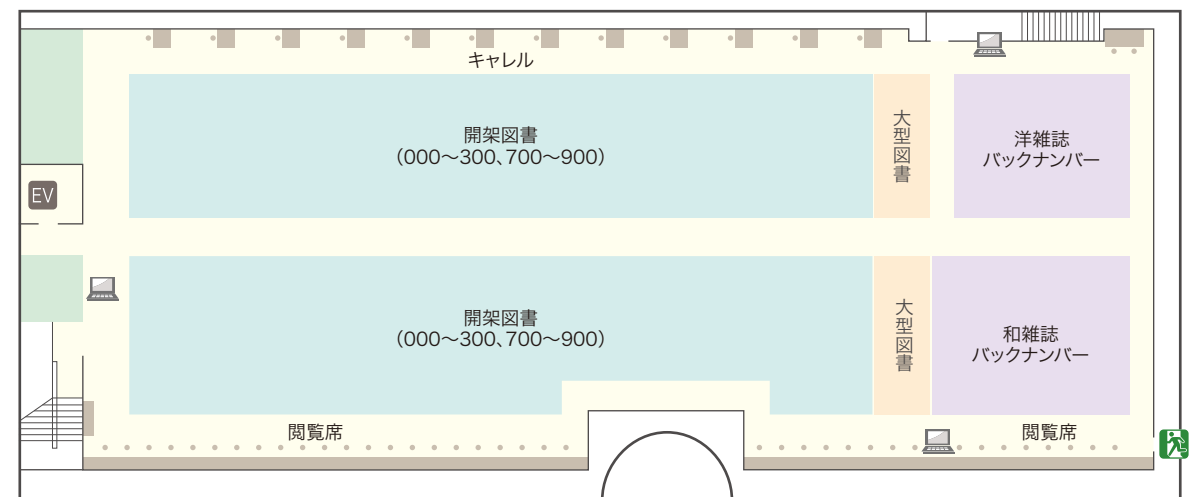 キャレル
開架図書
（000〜300、700〜900）
大型図書
洋雑誌
バックナンバー
EV
開架図書
（000〜300、700〜900）
大型図書
和雑誌
バックナンバー
閲覧席
閲覧席